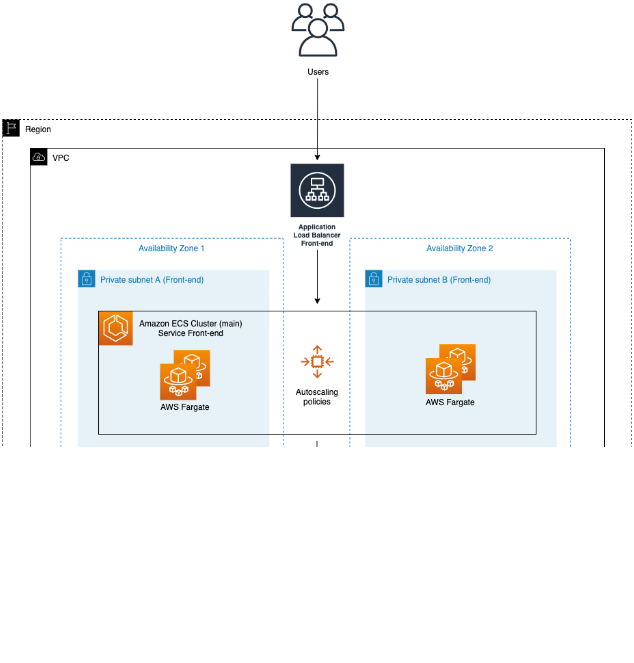 Users
Region
VPC
Application
Load Balancer
Front-end
Availability Zone 1
Availability Zone 2
Private subnet A (Front-end)
Private subnet B (Front-end)
Amazon ECS Cluster (main)
Service Front-end
AWS Fargate
Autoscaling
policies
AWS Fargate